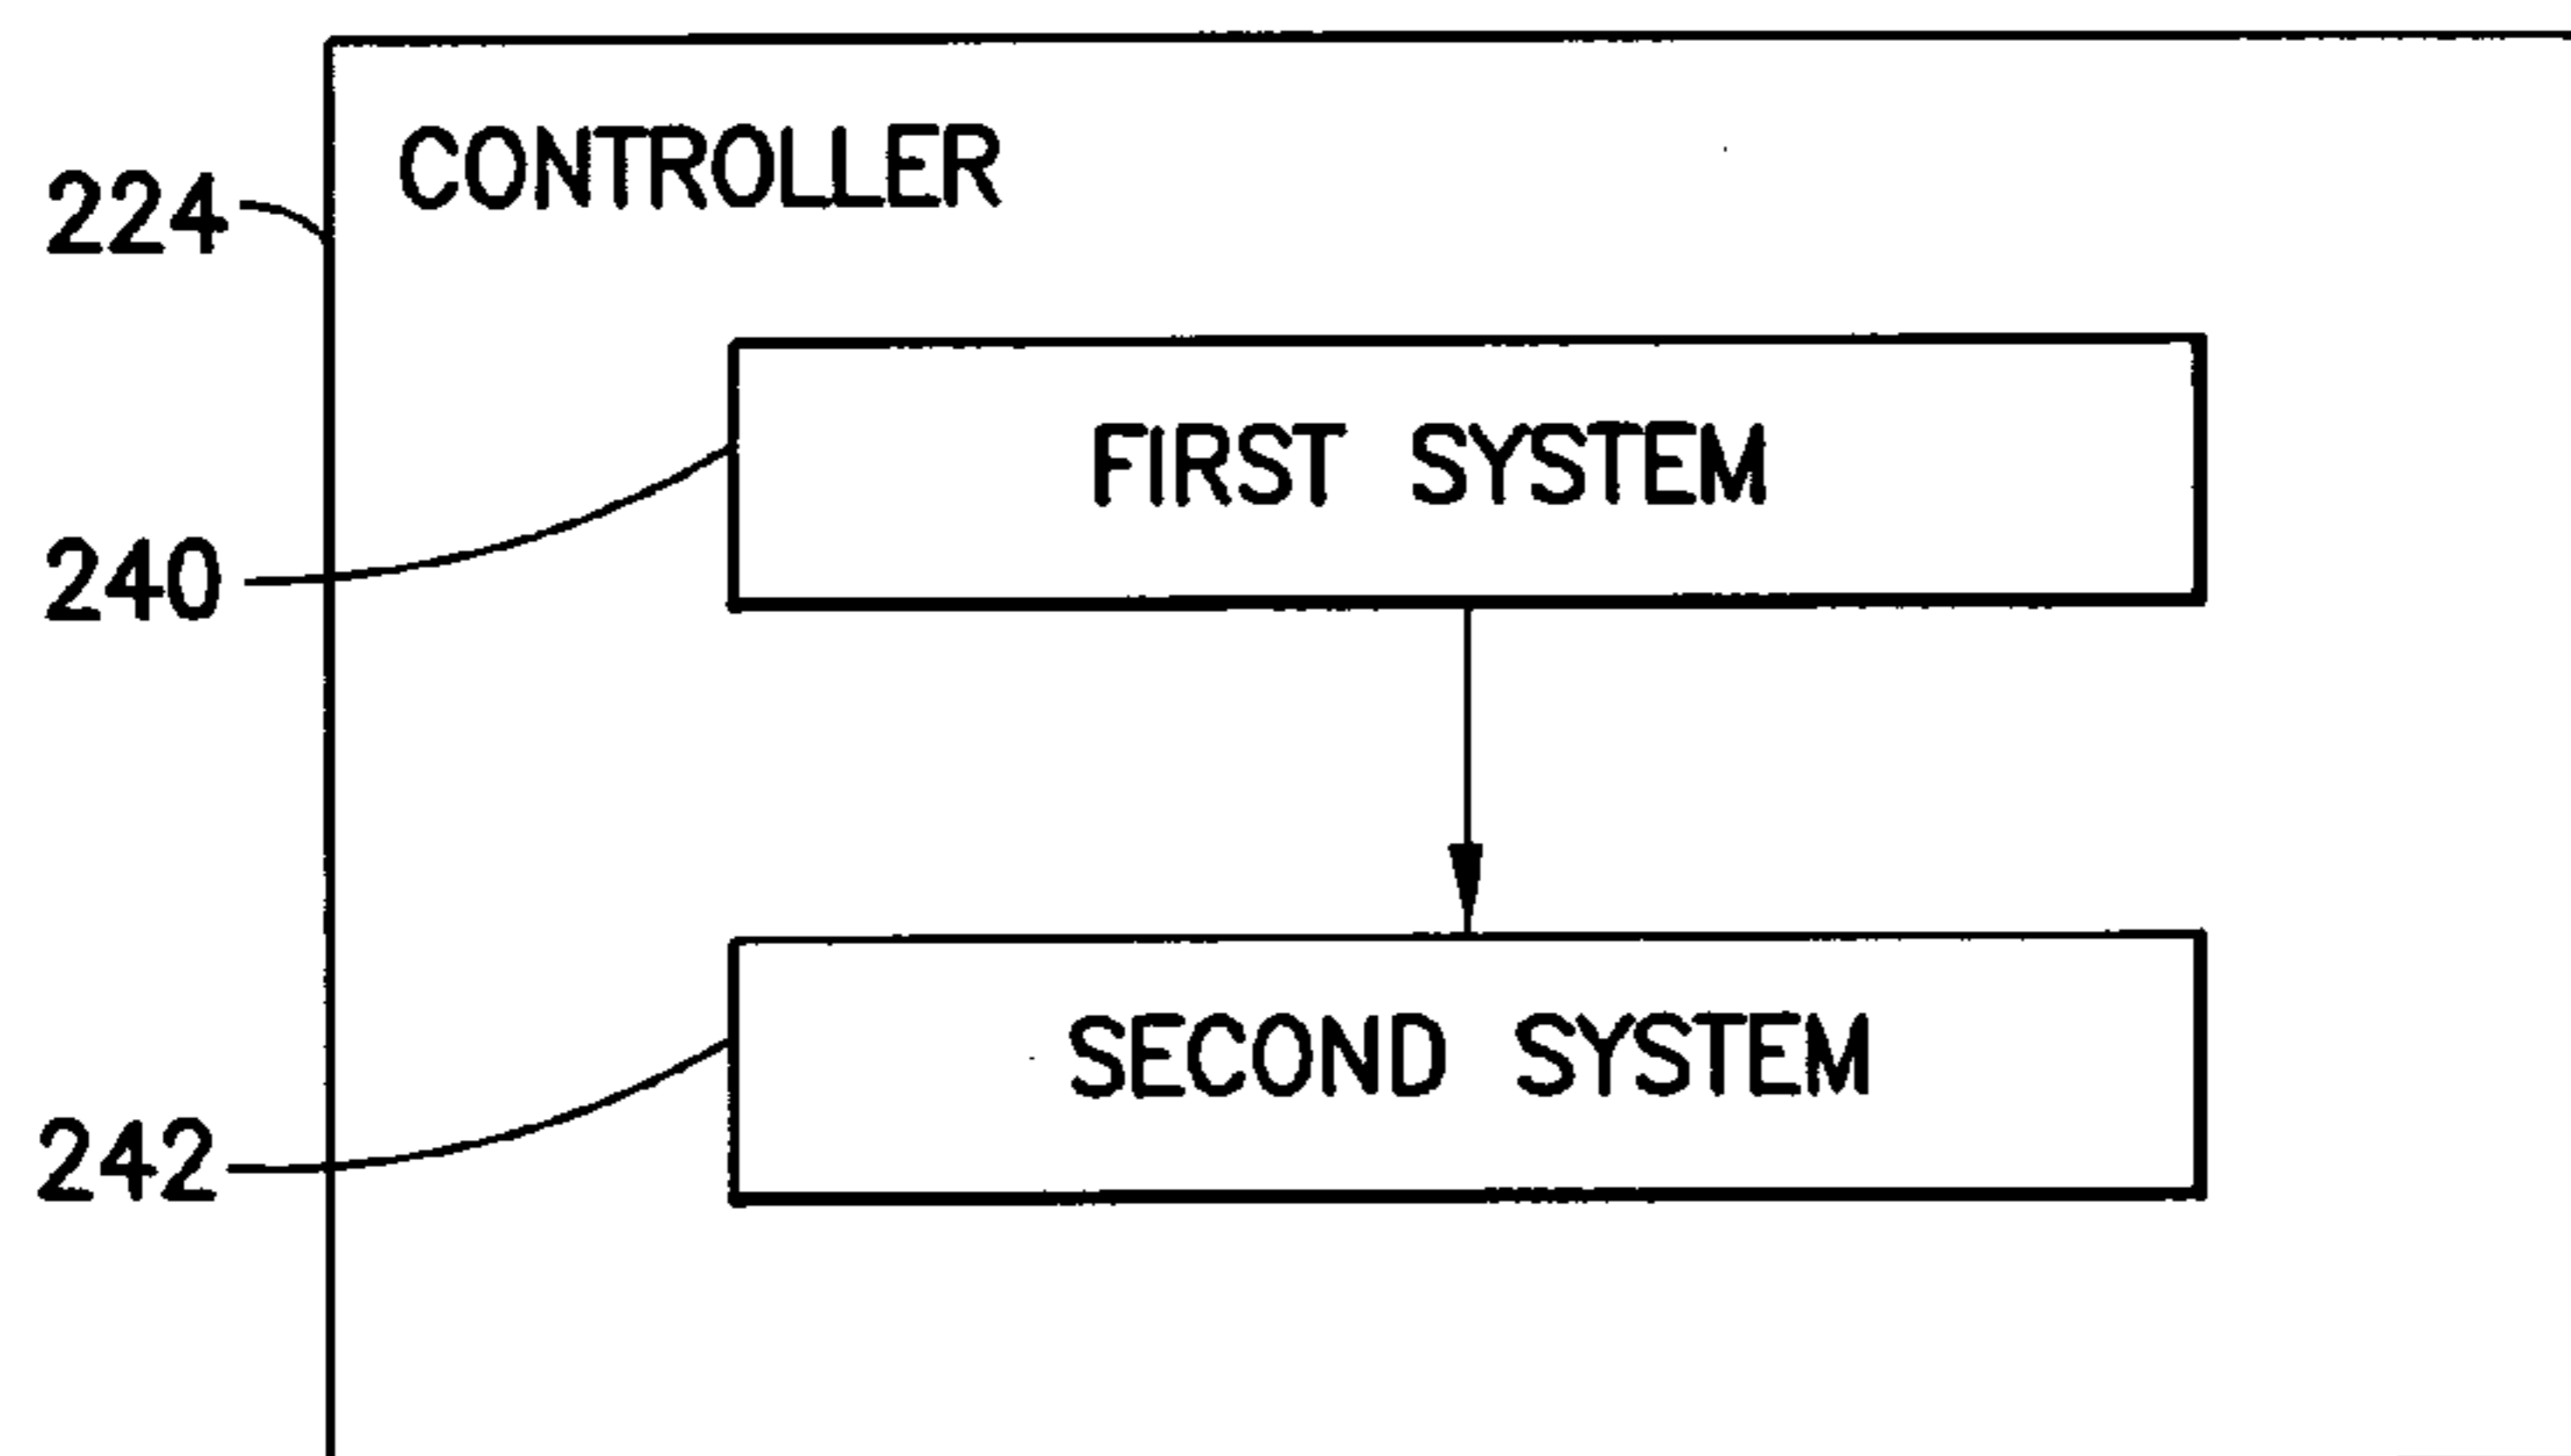 CONTROLLER
224
FIRST SYSTEM
240
SECOND SYSTEM
242